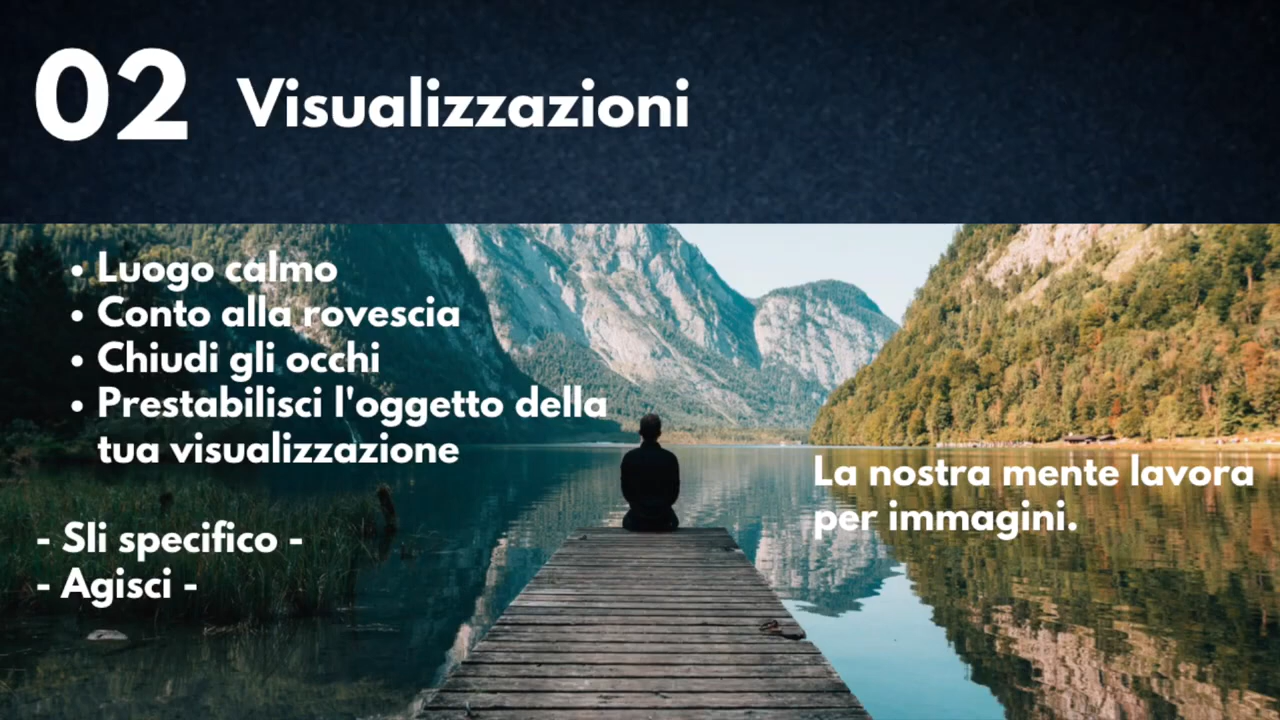 02 Visualizzazioni
• Luogo calmo
• Conto alla rovescia
• Chiudi gli occhi
• Prestabilisci l'oggetto della
tua visualizzazione
La nostra mente lavora
per immagini.
- Sli specifico -
- Agisci -